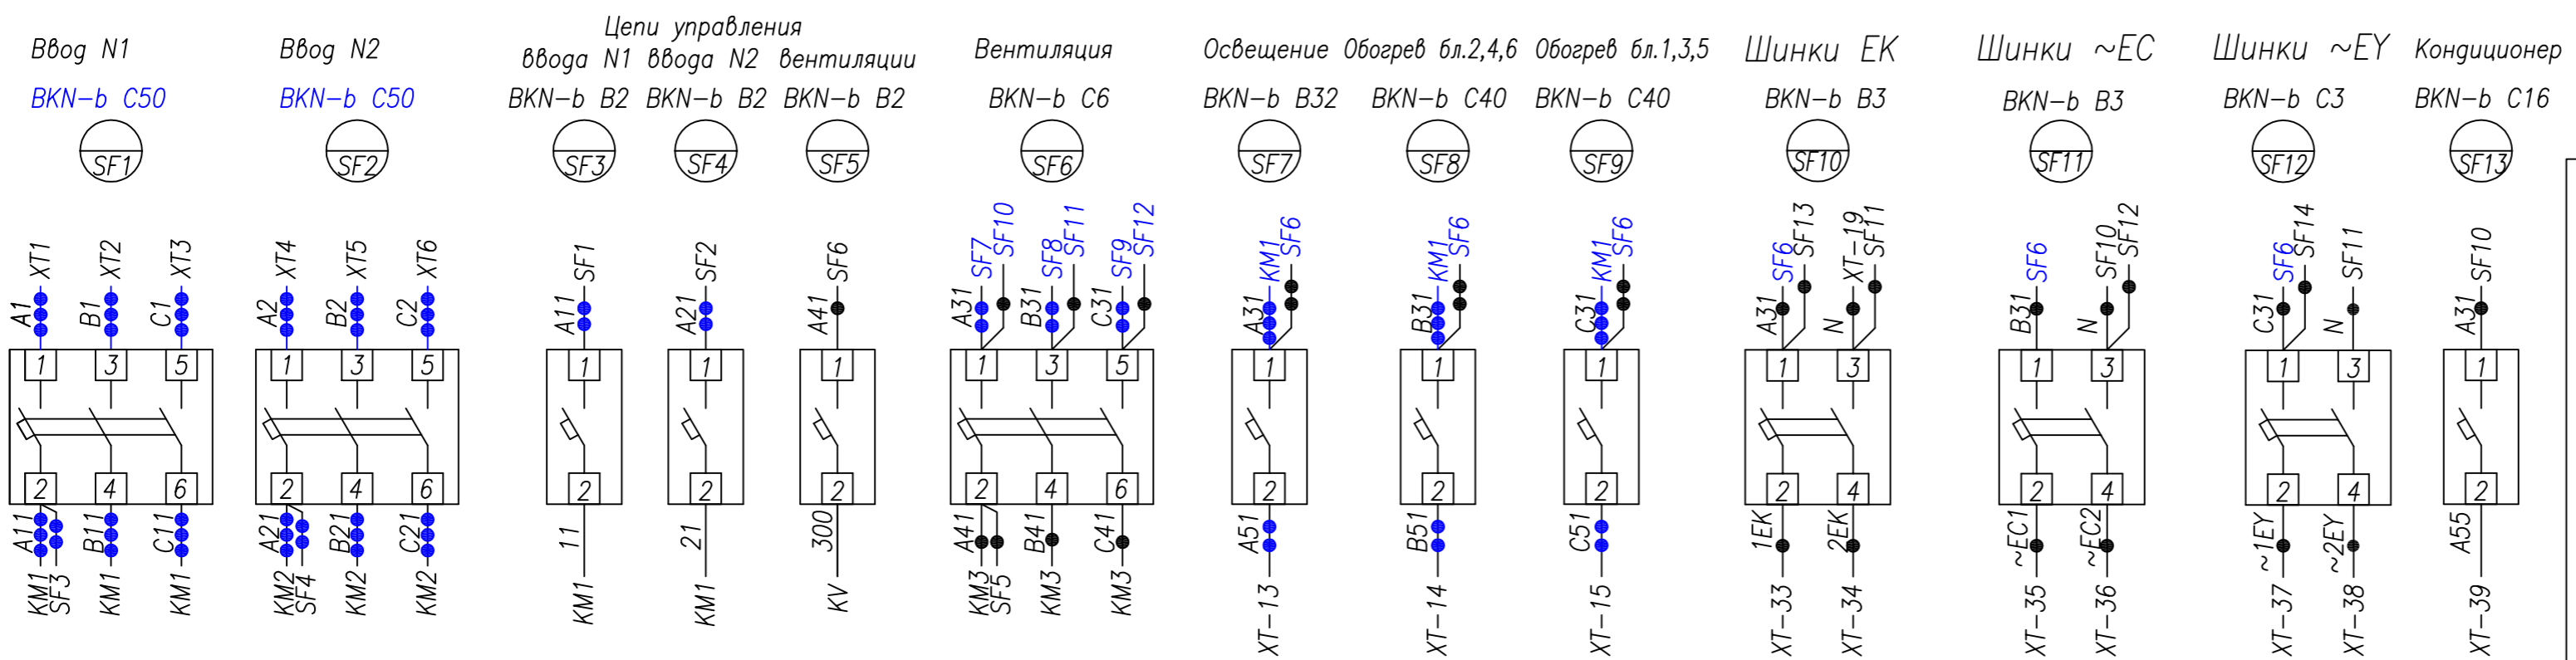 Цепи управления
Ввод N1 Ввод N2 ввода N1 ввода N2 вентиляции Вентиляция Освещение Обогрев бл.2,4,6 Обогрев бл.1,3,5 Шинки EK Шинки ~EC Шинки ~EY Кондиционер
BKN-b C50 BKN-b C50 BKN-b B2 BKN-b B2 BKN-b B2 BKN-b C6 BKN-b B32 BKN-b C40 BKN-b C40 BKN-b B3 BKN-b B3 BKN-b C3 BKN-b C16
SF1 SF2 SF3 SF4 SF5 SF6 SF7 SF8 SF9 SF10 SF11 SF12 SF13
XT1 XT2 XT3 XT4 XT5 XT6 SF1 SF2 SF6 SF7 SF10 SF8 SF11 SF9 SF12 KM1 SF6 KM1 SF6 KM1 SF6 SF6 SF13 XT-19 SF11 SF6 SF10 SF12 SF6 SF14 SF11 SF10
A1 B1 C1 A2 B2 C2 A11 A21 A41 A31 B31 C31 A31 B31 C31 A31 N B31 N C31 N A31
1 3 5 1 3 5 1 1 1 1 3 5 1 1 1 1 3 1 3 1 3 1
2 4 6 2 4 6 2 2 2 2 4 6 2 2 2 2 4 2 4 2 4 2
A11 B11 C11 A21 B21 C21 11 21 300 A41 B41 C41 A51 B51 C51 1EK 2EK ~EC1 ~EC2 ~1EY ~2EY A55
KM1 SF3 KM1 KM1 KM2 SF4 KM2 KM2 KM1 KM1 KV KM3 SF5 KM3 KM3 XT-13 XT-14 XT-15 XT-33 XT-34 XT-35 XT-36 XT-37 XT-38 XT-39